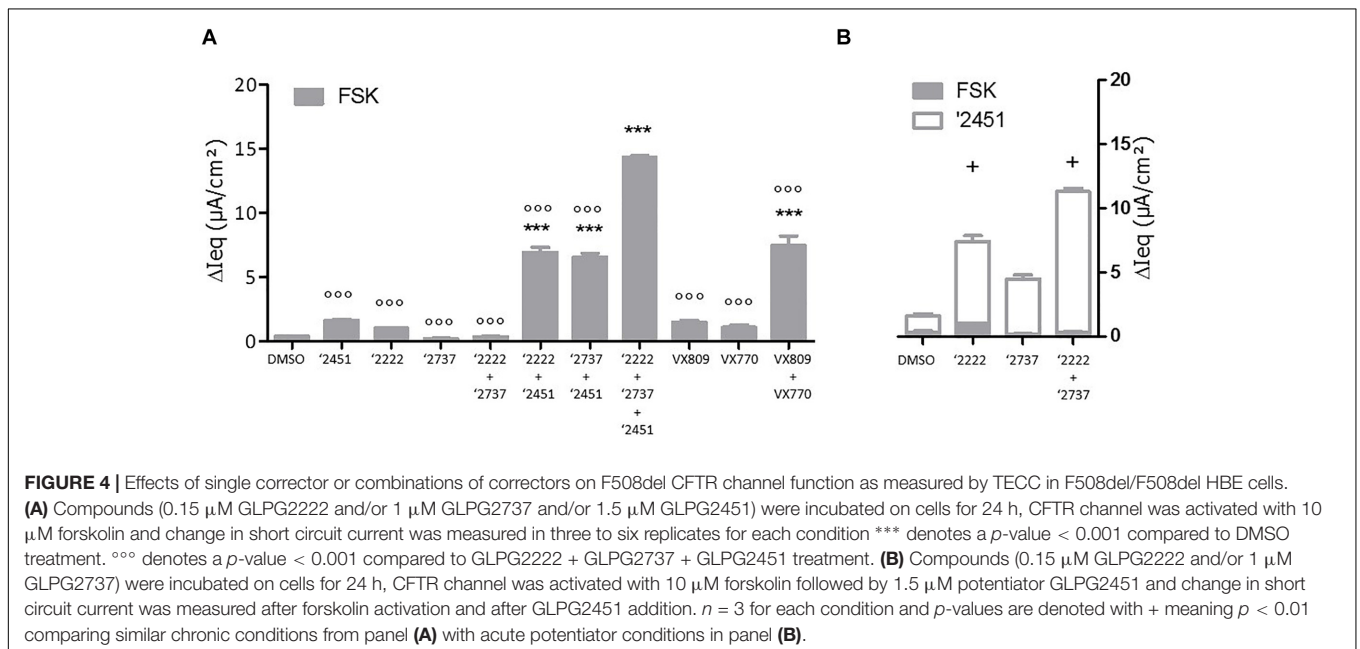 A
B
20
15
10
5
0
ΔIeq (µA/cm²)
FSK
°°°
°°°
°°°
°°°
°°°
***
°°°
***
***
°°°
°°°
°°°
***
DMSO
‘2451
‘2222
‘2737
‘2222
+
‘2737
‘2222
+
‘2451
‘2737
+
‘2451
‘2222
+
‘2737
+
‘2451
VX809
VX770
VX809
+
VX770
FSK
'2451
+
+
20
15
10
5
0
ΔIeq (µA/cm²)
DMSO
‘2222
‘2737
‘2222
+
‘2737
FIGURE 4 | Effects of single corrector or combinations of correctors on F508del CFTR channel function as measured by TECC in F508del/F508del HBE cells.
(A) Compounds (0.15 μM GLPG2222 and/or 1 μM GLPG2737 and/or 1.5 μM GLPG2451) were incubated on cells for 24 h, CFTR channel was activated with 10
μM forskolin and change in short circuit current was measured in three to six replicates for each condition *** denotes a p-value < 0.001 compared to DMSO
treatment. °°° denotes a p-value < 0.001 compared to GLPG2222 + GLPG2737 + GLPG2451 treatment. (B) Compounds (0.15 μM GLPG2222 and/or 1 μM
GLPG2737) were incubated on cells for 24 h, CFTR channel was activated with 10 μM forskolin followed by 1.5 μM potentiator GLPG2451 and change in short
circuit current was measured after forskolin activation and after GLPG2451 addition. n = 3 for each condition and p-values are denoted with + meaning p < 0.01
comparing similar chronic conditions from panel (A) with acute potentiator conditions in panel (B).